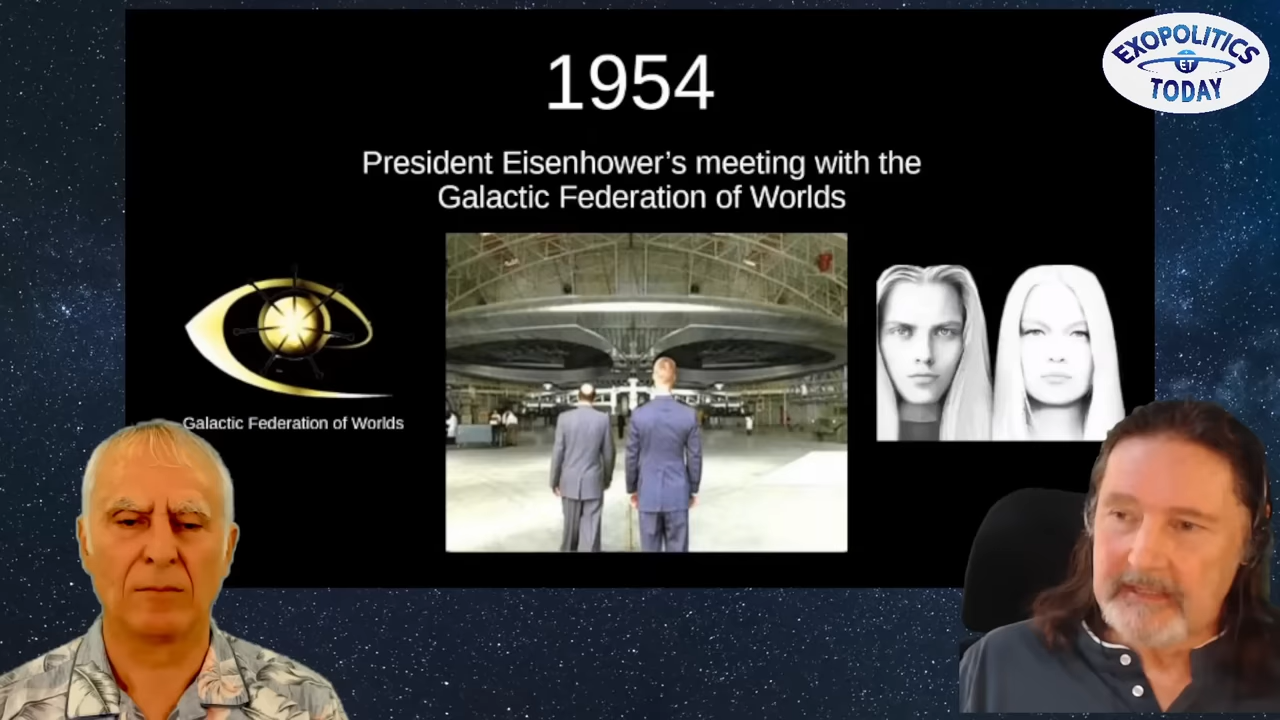 1954
President Eisenhower's meeting with the
Galactic Federation of Worlds
Galactic Federation of Worlds
EXOPOLITICS
ET
TODAY